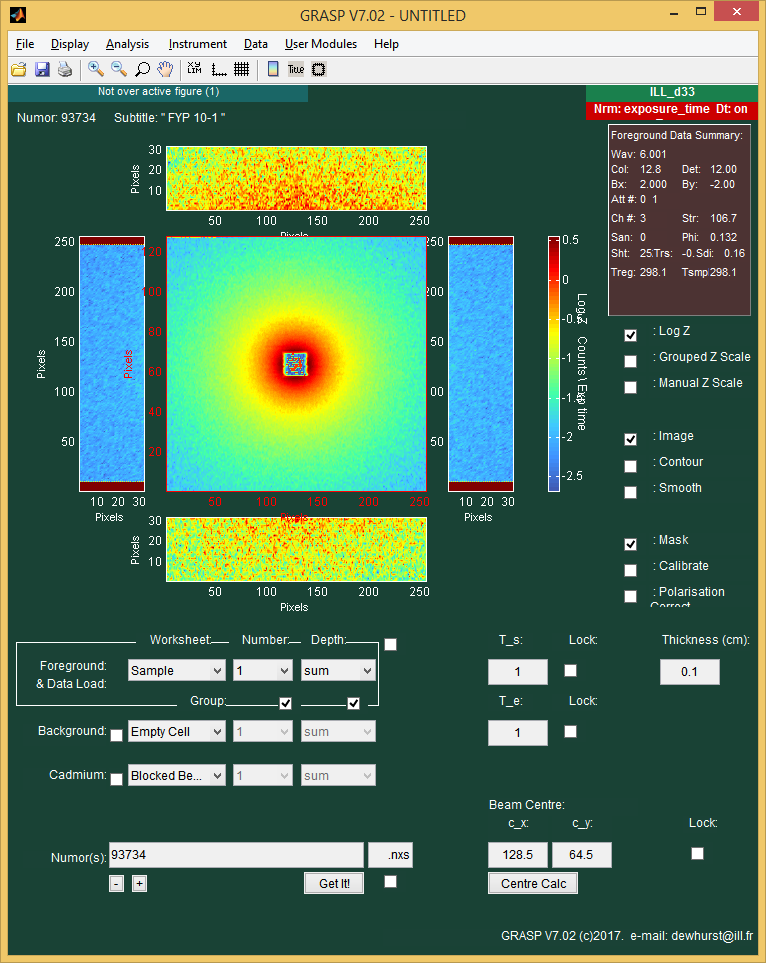 GRASP V7.02 - UNTITLED
File Display Analysis Instrument Data User Modules Help
XY LIM Title
Not over active figure (1)
ILL_d33
Nrm: exposure_time Dt: on
Numor: 93734 Subtitle: " FYP 10-1 "
Foreground Data Summary:
Wav: 6.001
Col: 12.8 Det: 12.00
Bx: 2.000 By: -2.00
Att #: 0 1
Ch #: 3 Str: 106.7
San: 0 Phi: 0.132
Sht: 25. Trs: -0. Sdi: 0.16
Treg: 298.1 Tsmp 298.1
30
20
10
Pixels
50 100 150 200 250
Pixels
250
200
150
100
50
Pixels
10 20 30
Pixels
120
100
80
60
40
20
Pixels
50 100 150 200 250
Pixels
250
200
150
100
50
10 20 30
Pixels
0.5
0
-0.5
-1
-1.5
-2
-2.5
Log Z Counts \ Exp time
30
20
10
Pixels
50 100 150 200 250
Pixels
: Log Z
: Grouped Z Scale
: Manual Z Scale
: Image
: Contour
: Smooth
: Mask
: Calibrate
: Polarisation
Correct
Worksheet: Number: Depth:
Foreground:
& Data Load:
Sample 1 sum
Group:
Background: Empty Cell 1 sum
Cadmium: Blocked Be... 1 sum
T_s: Lock: Thickness (cm):
1 0.1
T_e: Lock:
1
Beam Centre:
c_x: c_y: Lock:
128.5 64.5
Centre Calc
Numor(s): 93734 .nxs
- + Get It!
GRASP V7.02 (c)2017. e-mail: dewhurst@ill.fr